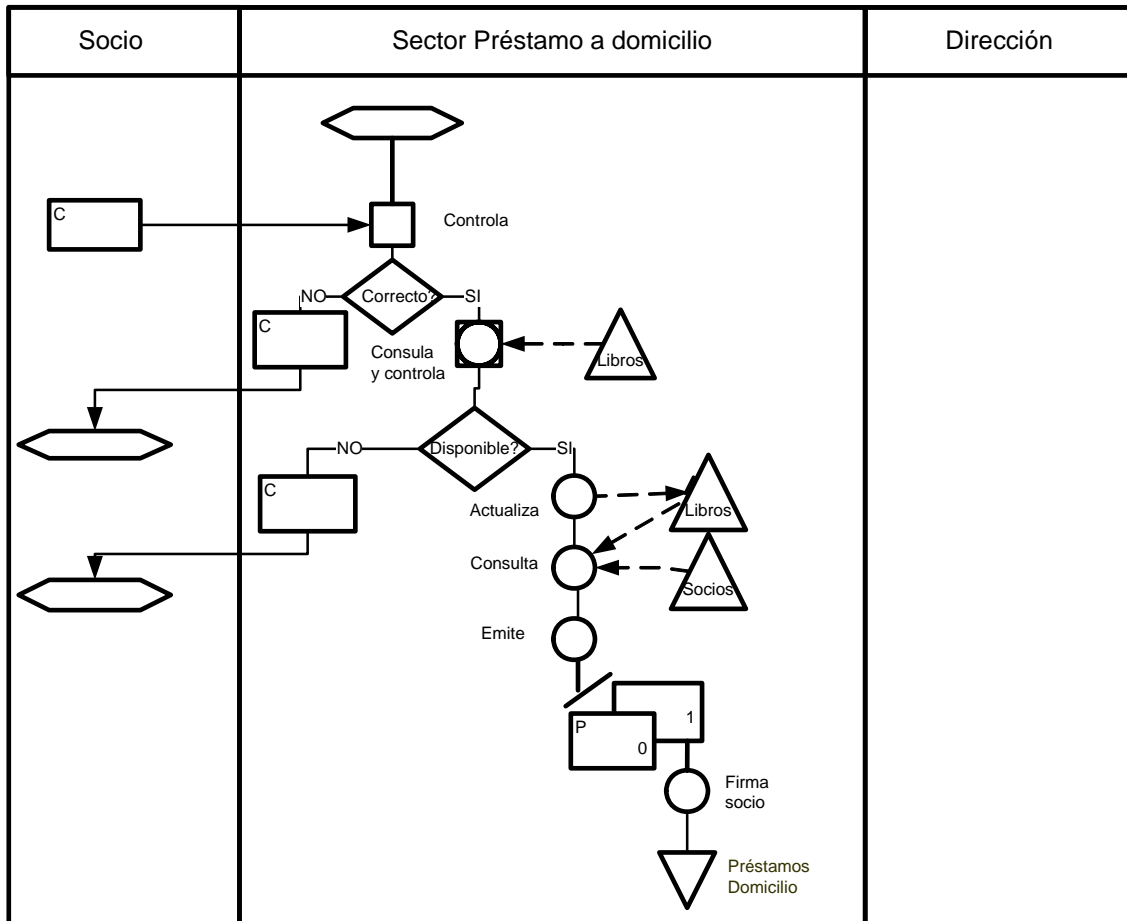 Socio
Sector Préstamo a domicilio
Dirección
C
Controla
NO
Correcto?
SI
C
Consula
y controla
Libros
NO
Disponible?
SI
C
Actualiza
Libros
Consulta
Socios
Emite
P
1
0
Firma
socio
Préstamos
Domicilio